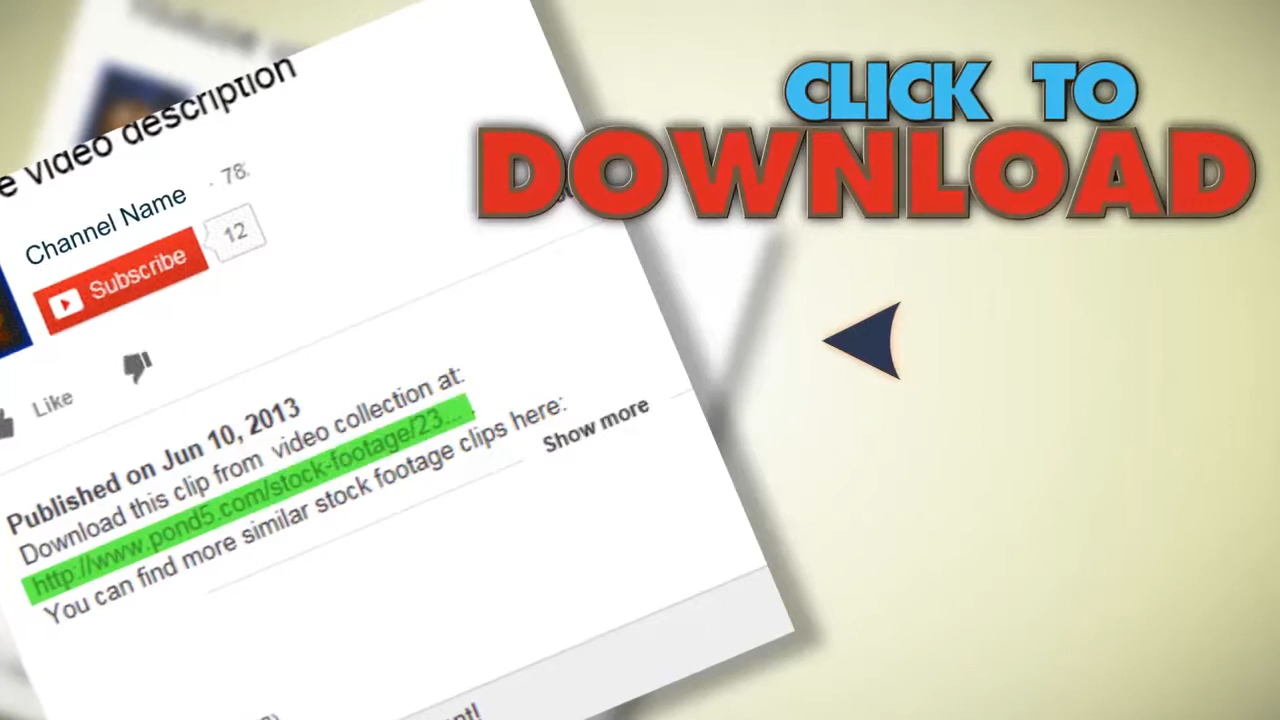 CLICK TO
DOWNLOAD
e video description
Channel Name
78
Subscribe
12
Like
Published on Jun 10, 2013
Download this clip from video collection at:
http://www.pond5.com/stock-footage/23...
You can find more similar stock footage clips here:
Show more